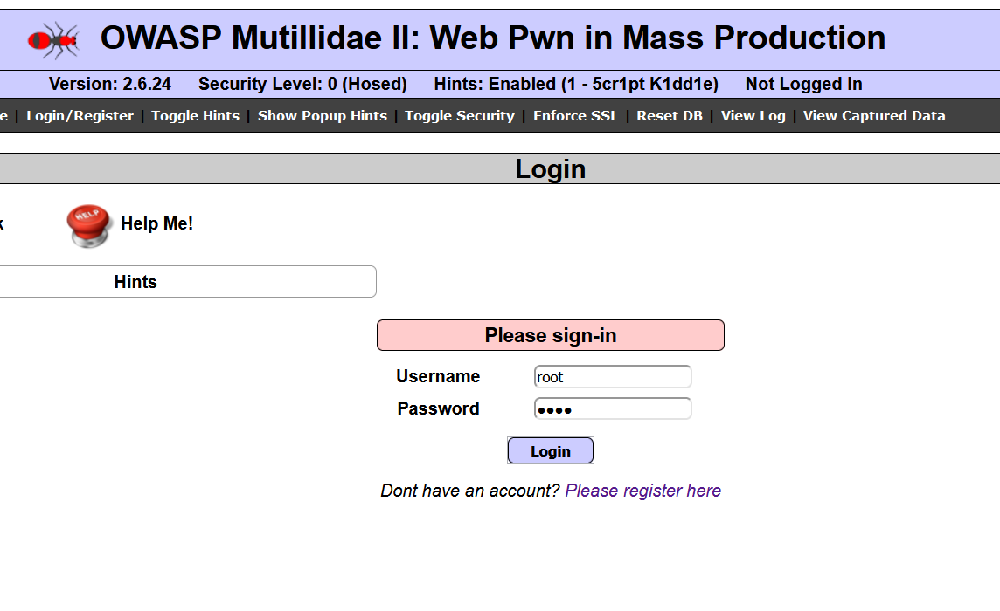 OWASP Mutillidae II: Web Pwn in Mass Production
Version: 2.6.24 Security Level: 0 (Hosed) Hints: Enabled (1 - 5cr1pt K1dd1e) Not Logged In
e | Login/Register | Toggle Hints | Show Popup Hints | Toggle Security | Enforce SSL | Reset DB | View Log | View Captured Data
Login
k HELP Help Me!
Hints
Please sign-in
Username root
Password ●●●●
Login
Dont have an account? Please register here